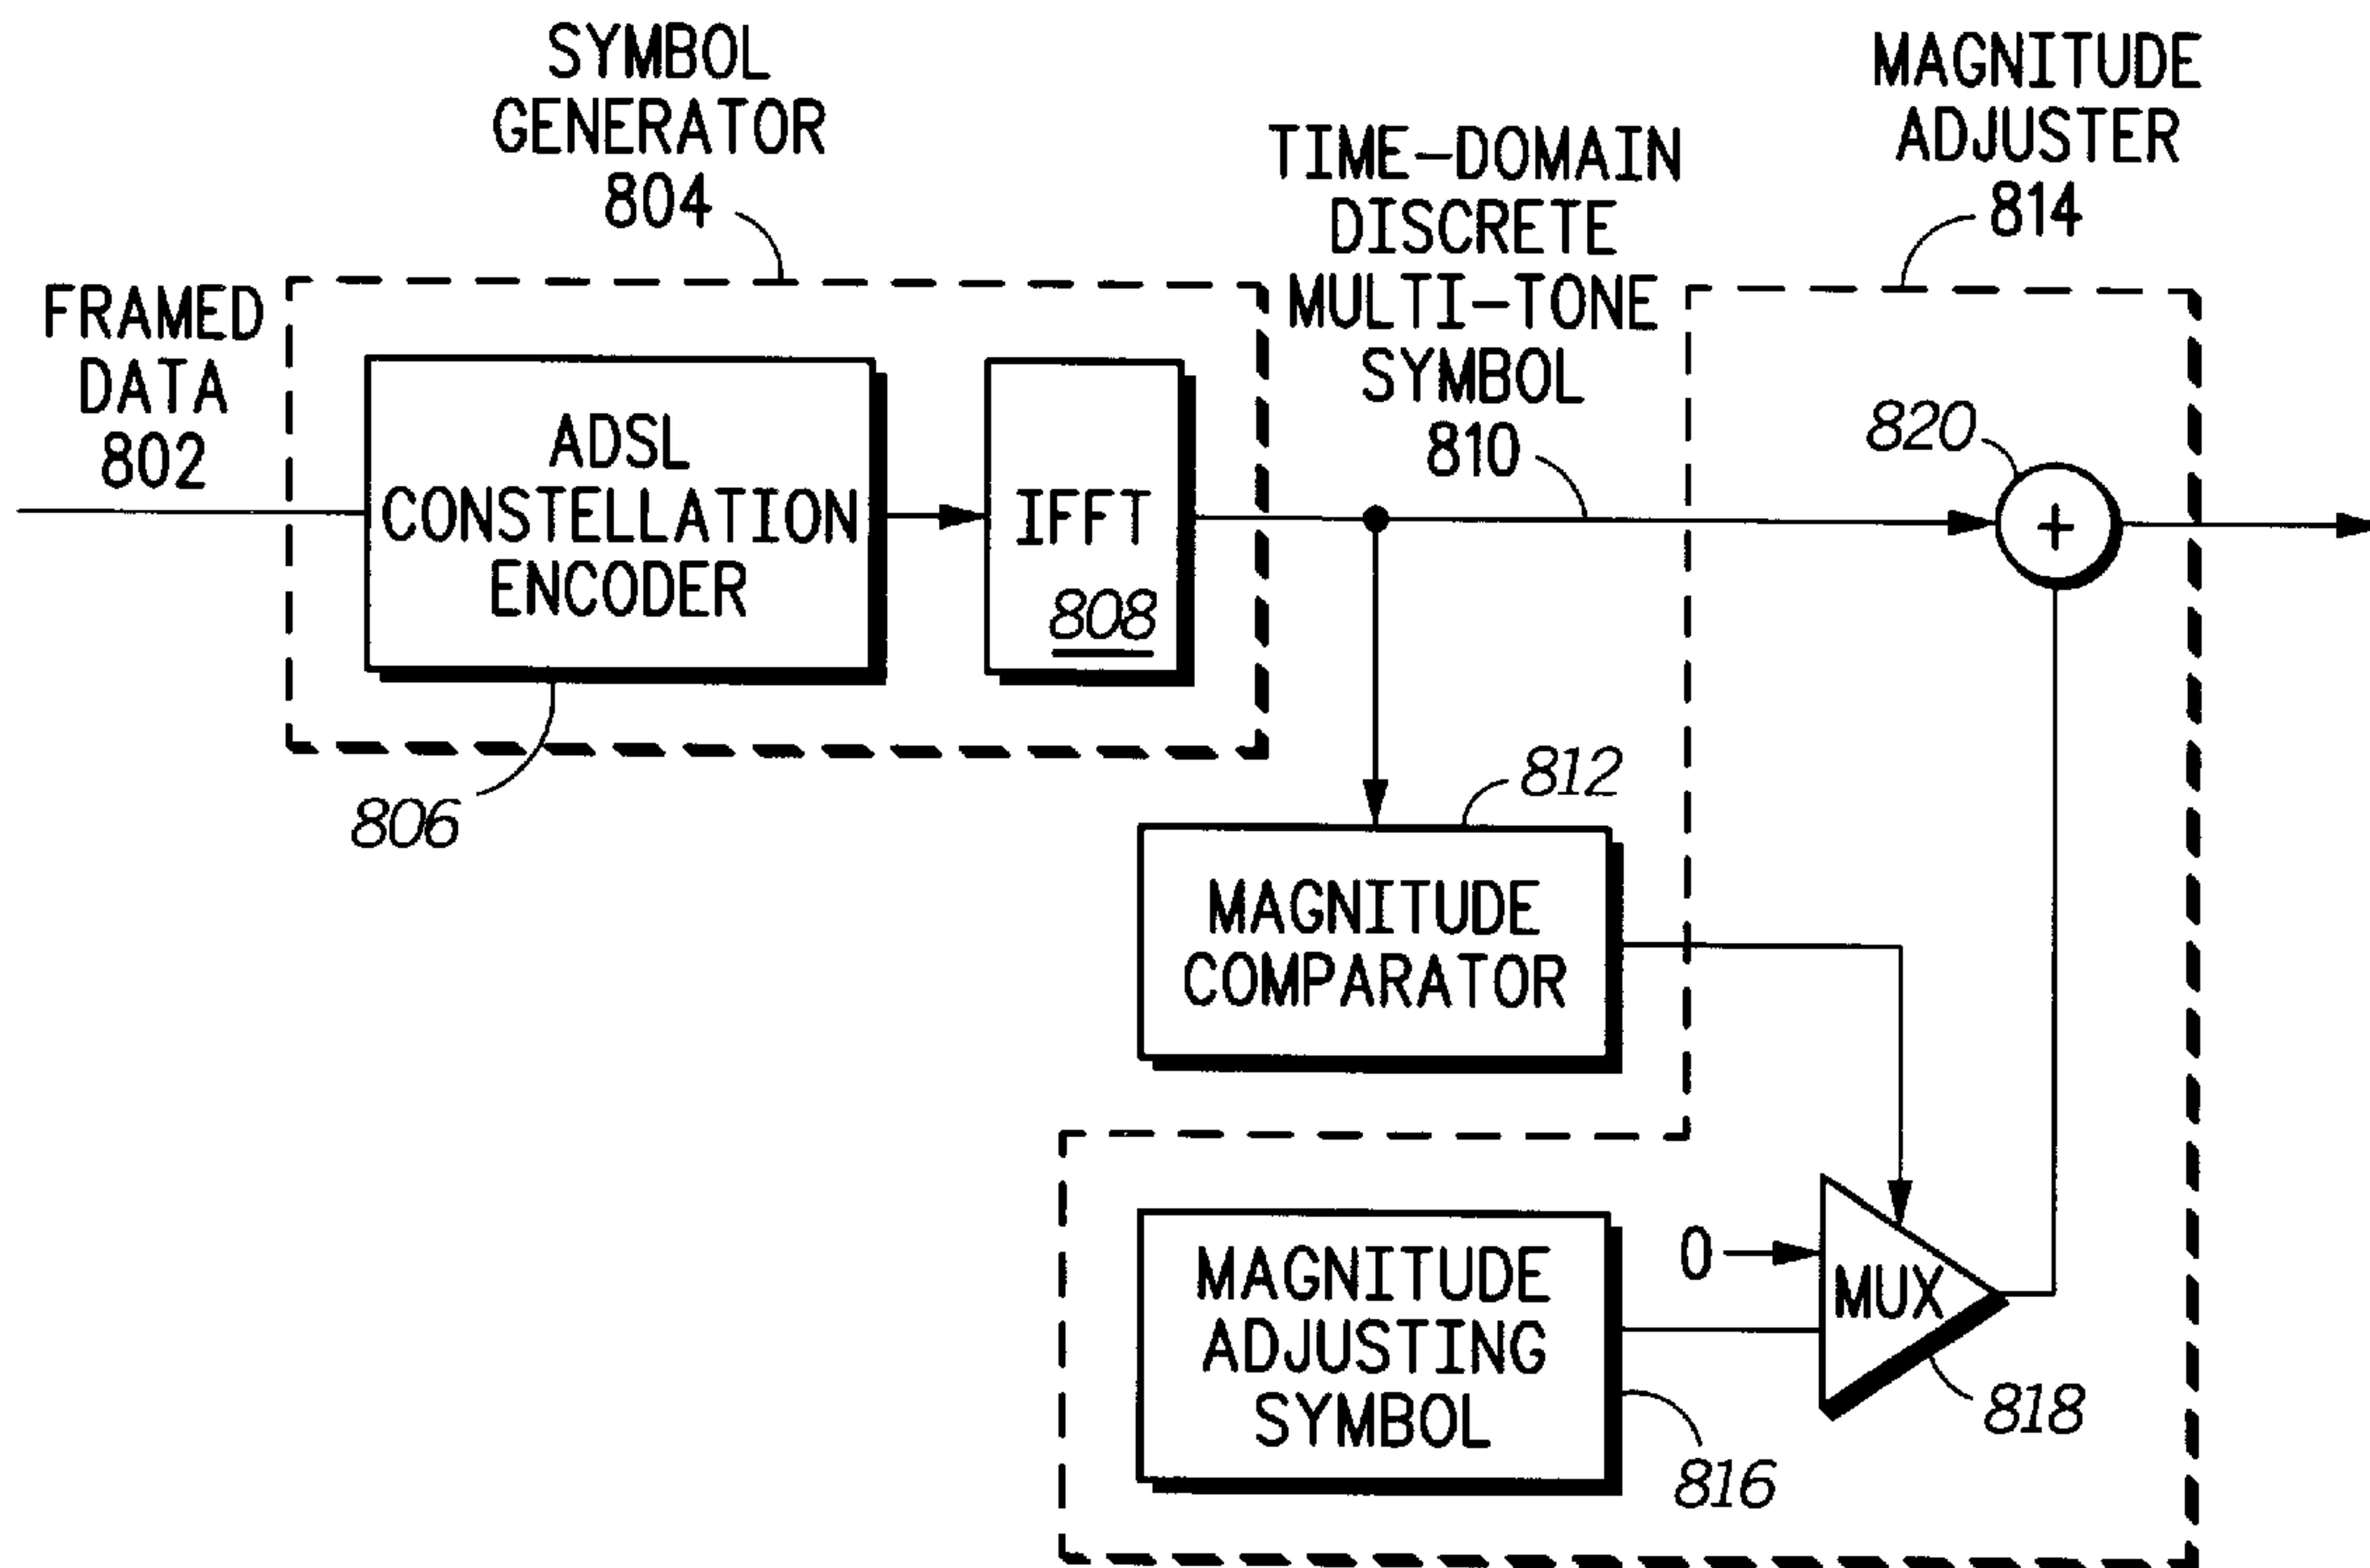 SYMBOL
GENERATOR
804
MAGNITUDE
ADJUSTER
814
TIME-DOMAIN
DISCRETE
MULTI-TONE
SYMBOL
810
FRAMED
DATA
802
ADSL
CONSTELLATION
ENCODER
806
IFFT
808
820
+
812
MAGNITUDE
COMPARATOR
MAGNITUDE
ADJUSTING
SYMBOL
816
0
MUX
818